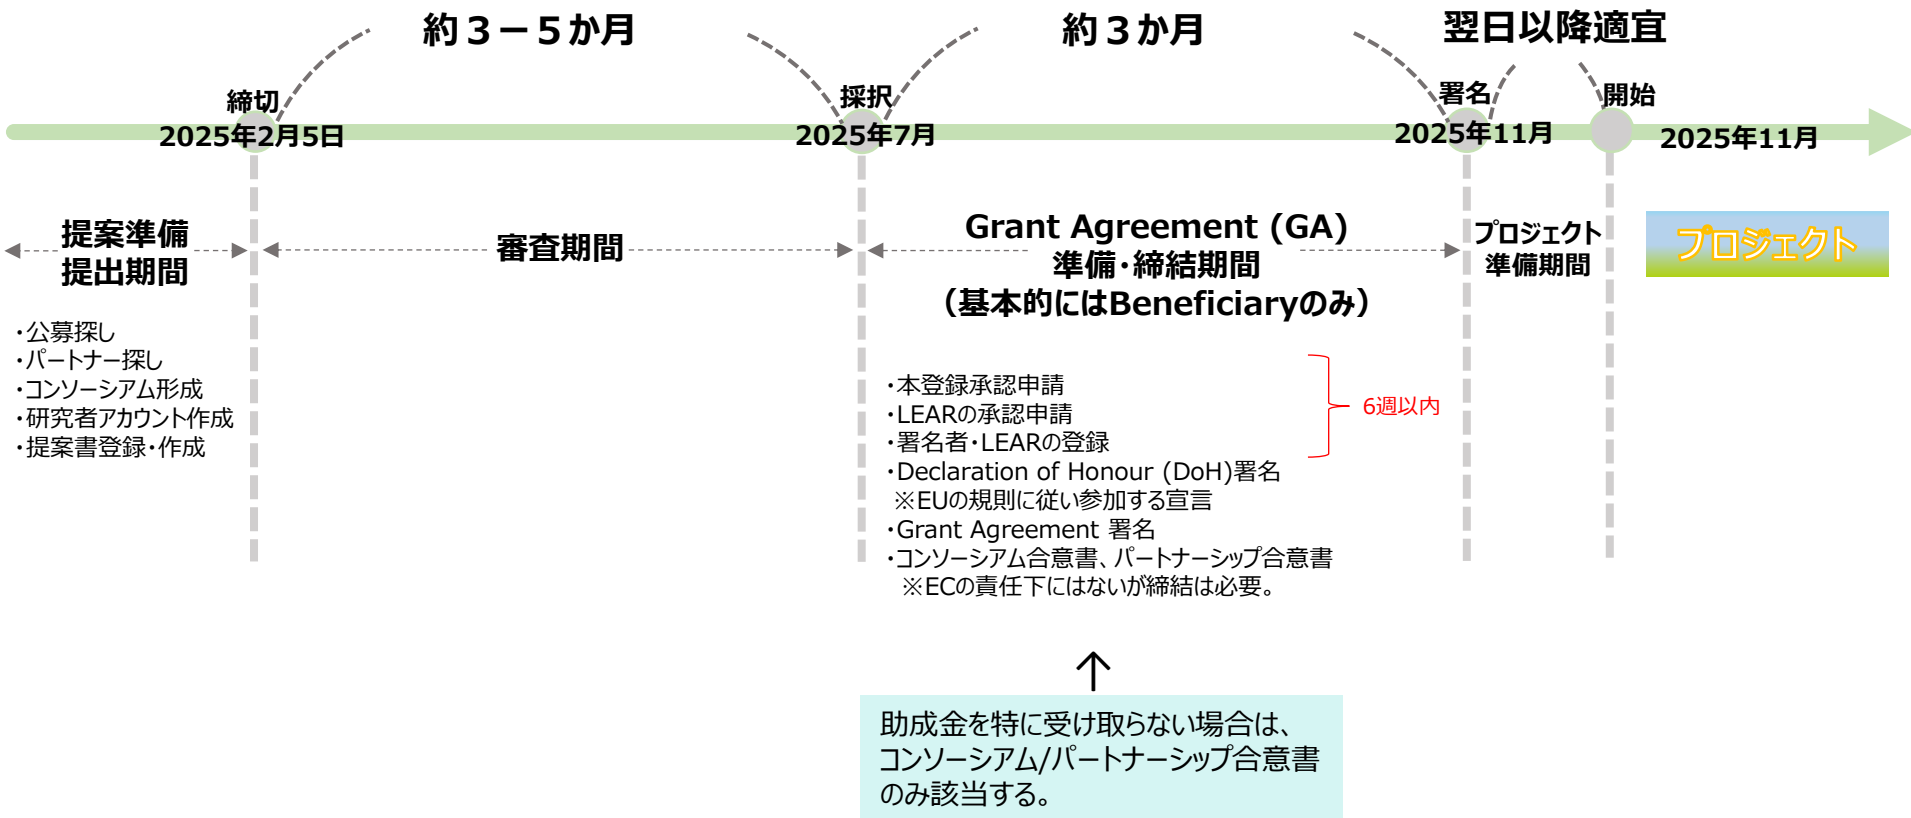 約３－５か月
約３か月
翌日以降適宜
締切
2025年2月5日
採択
2025年7月
署名
2025年11月
開始
2025年11月
提案準備
提出期間
審査期間
Grant Agreement (GA)
準備・締結期間
（基本的にはBeneficiaryのみ）
プロジェクト
準備期間
プロジェクト
・公募探し
・パートナー探し
・コンソーシアム形成
・研究者アカウント作成
・提案書登録・作成
・本登録承認申請
・LEARの承認申請
・署名者・LEARの登録
6週以内
・Declaration of Honour (DoH)署名
※EUの規則に従い参加する宣言
・Grant Agreement 署名
・コンソーシアム合意書、パートナーシップ合意書
※ECの責任下にはないが締結は必要。
↑
助成金を特に受け取らない場合は、
コンソーシアム/パートナーシップ合意書
のみ該当する。